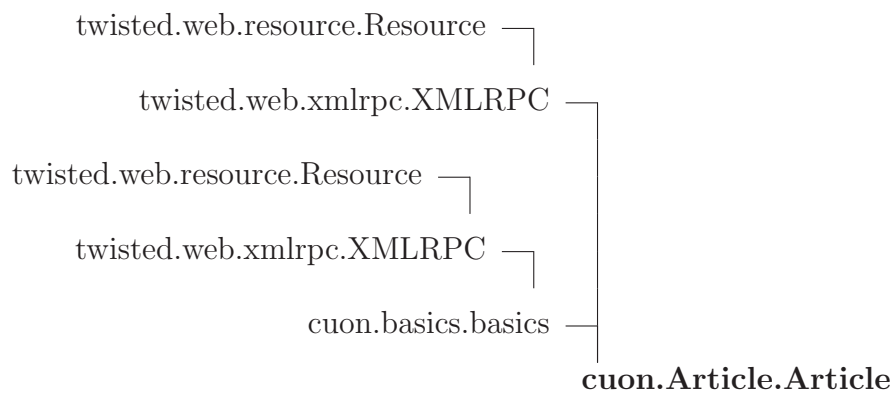 twisted.web.resource.Resource
twisted.web.xmlrpc.XMLRPC
twisted.web.resource.Resource
twisted.web.xmlrpc.XMLRPC
cuon.basics.basics
cuon.Article.Article